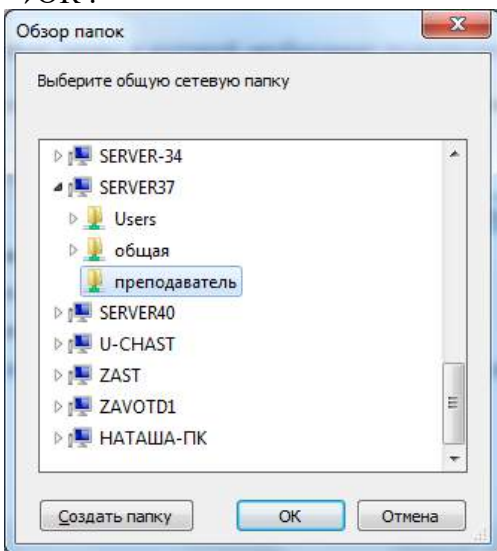 Обзор папок
Выберите общую сетевую папку
SERVER-34
SERVER37
Users
общая
преподаватель
SERVER40
U-CHAST
ZAST
ZAVOTD1
НАТАША-ПК
Создать папку
OK
Отмена